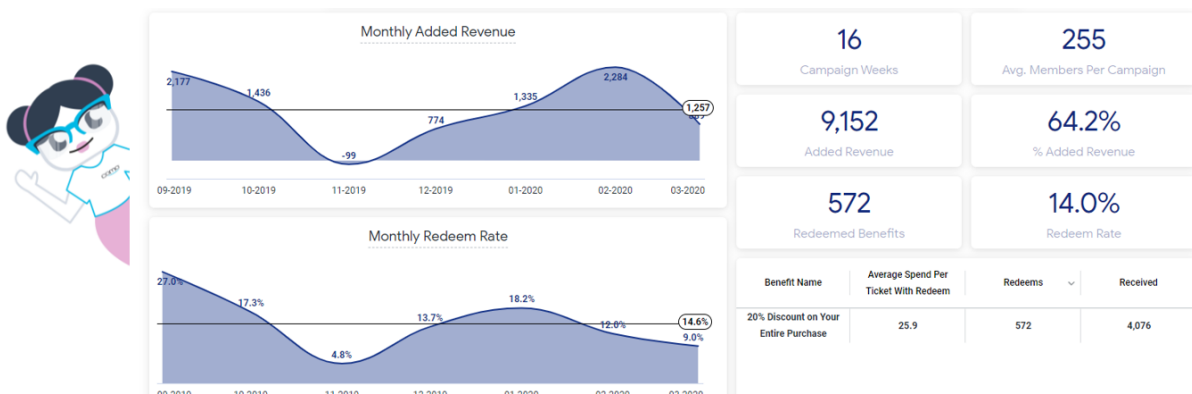 Monthly Added Revenue
2,177
1,436
-99
774
1,335
2,284
1,257
09-2019 10-2019 11-2019 12-2019 01-2020 02-2020 03-2020
Monthly Redeem Rate
27.0%
17.3%
4.8%
13.7%
18.2%
12.0%
14.6%
9.0%
16
Campaign Weeks
255
Avg. Members Per Campaign
9,152
Added Revenue
64.2%
% Added Revenue
572
Redeemed Benefits
14.0%
Redeem Rate
Benefit Name
Average Spend Per
Ticket With Redeem
Redeems
Received
20% Discount on Your
Entire Purchase
25.9
572
4,076